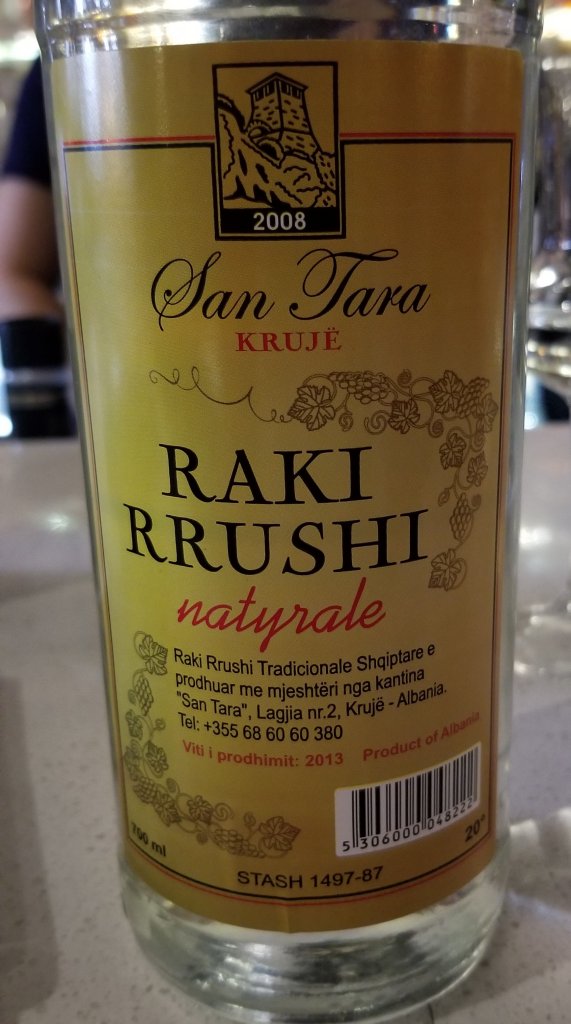 2008
San Tara
KRUJË
RAKI
RRUSHI
natyrale
Raki Rrushi Tradicionale Shqiptare e
prodhuar me mjeshtëri nga kantina
"San Tara", Lagjia nr.2, Krujë - Albania.
Tel: +355 68 60 60 380
Viti i prodhimit: 2013 Product of Albania
5 306000 048222
700 ml
20°
STASH 1497-87